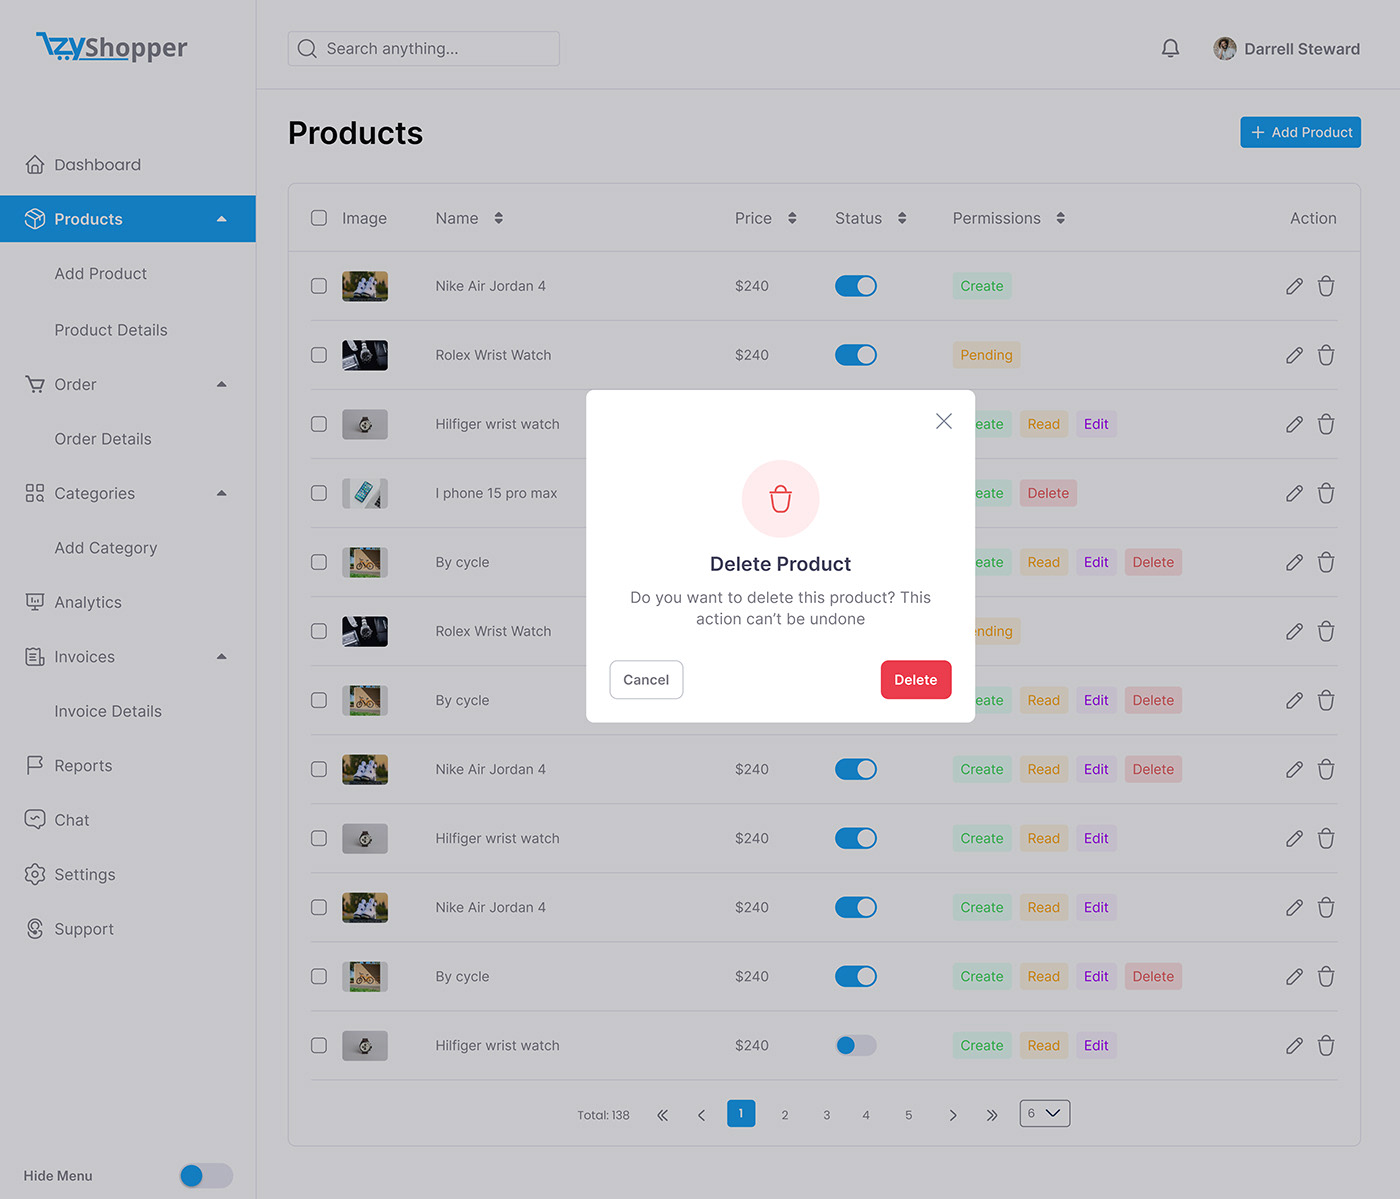 IZyShopper
Search anything...
Darrell Steward
Products
+ Add Product
Dashboard
Products
Add Product
Product Details
Order
Order Details
Categories
Add Category
Analytics
Invoices
Invoice Details
Reports
Chat
Settings
Support
Hide Menu
Image Name Price Status Permissions Action
Nike Air Jordan 4 $240 Create
Rolex Wrist Watch $240 Pending
Hilfiger wrist watch eate Read Edit
I phone 15 pro max eate Delete
By cycle eate Read Edit Delete
Rolex Wrist Watch nding
By cycle eate Read Edit Delete
Nike Air Jordan 4 $240 Create Read Edit Delete
Hilfiger wrist watch $240 Create Read Edit
Nike Air Jordan 4 $240 Create Read Edit
By cycle $240 Create Read Edit Delete
Hilfiger wrist watch $240 Create Read Edit
Total: 138 1 2 3 4 5 6
Delete Product
Do you want to delete this product? This
action can’t be undone
Cancel Delete